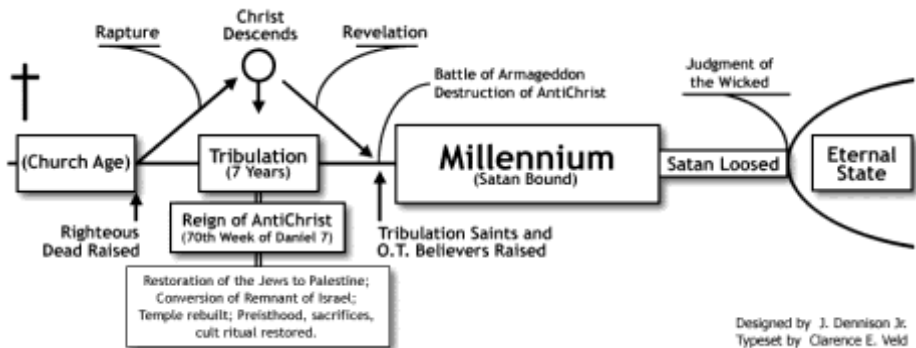 Christ
Descends
Rapture
Revelation
Battle of Armageddon
Destruction of AntiChrist
Judgment of
the Wicked
(Church Age)
Tribulation
(7 Years)
Millennium
(Satan Bound)
Satan Loosed
Eternal
State
Righteous
Dead Raised
Reign of AntiChrist
(70th Week of Daniel 7)
Tribulation Saints and
O.T. Believers Raised
Restoration of the Jews to Palestine;
Conversion of Remnant of Israel;
Temple rebuilt; Preisthood, sacrifices,
cult ritual restored.
Designed by J. Dennison Jr.
Typeset by Clarence E. Veld